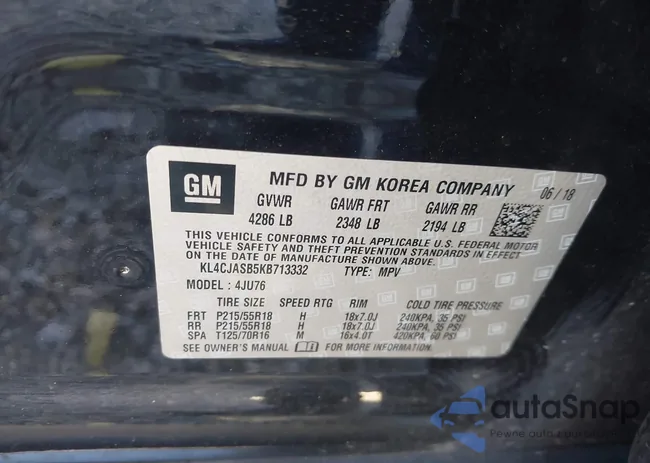 GM
MFD BY GM KOREA COMPANY 06/18
GVWR GAWR FRT GAWR RR
4286 LB 2348 LB 2194 LB
THIS VEHICLE CONFORMS TO ALL APPLICABLE U.S. FEDERAL MOTOR
VEHICLE SAFETY AND THEFT PREVENTION STANDARDS IN EFFECT
ON THE DATE OF MANUFACTURE SHOWN ABOVE.
KL4CJASB5KB713332 TYPE: MPV
MODEL : 4JU76
TIRE SIZE SPEED RTG RIM COLD TIRE PRESSURE
FRT P215/55R18 H 18x7.0J 240KPA, 35 PSI
RR P215/55R18 H 18x7.0J 240KPA, 35 PSI
SPA T125/70R16 M 16x4.0T 420KPA, 60 PSI
SEE OWNER'S MANUAL FOR MORE INFORMATION.
autaSnap
Pewne auto z aukcji